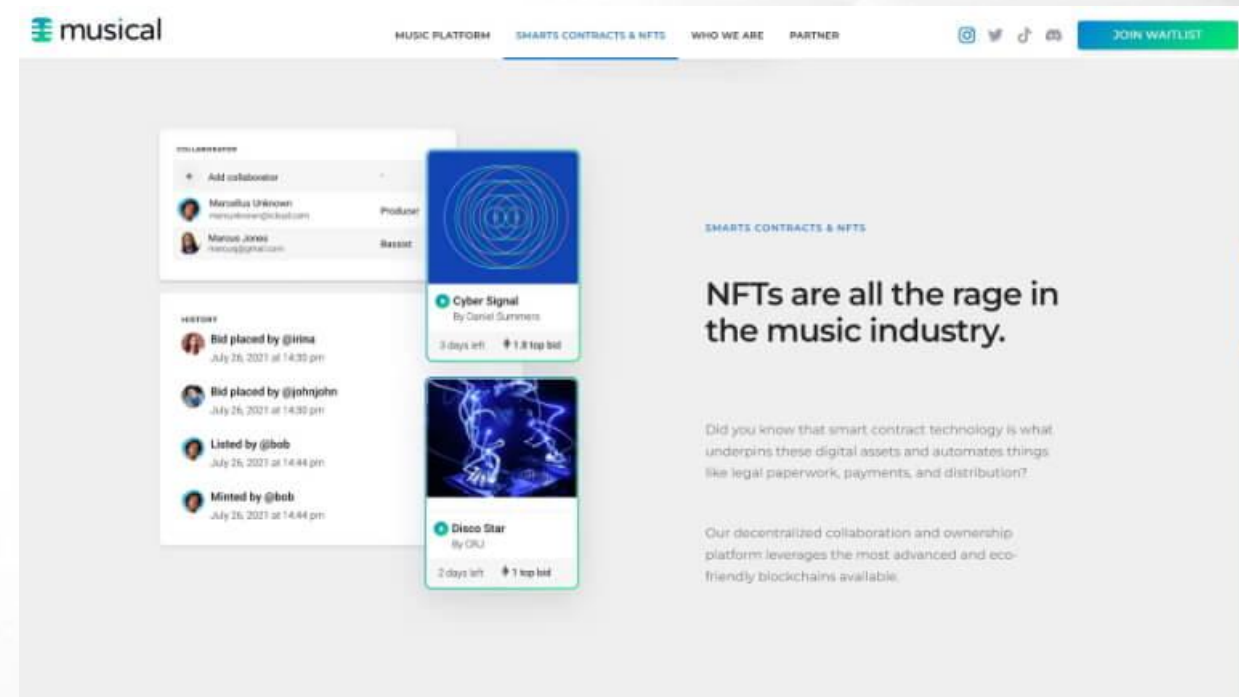 musical
MUSIC PLATFORM
SMARTS CONTRACTS & NFTS
WHO WE ARE
PARTNER
JOIN WAITLIST
COLLABORATOR
+ Add collaborator
Marcellus Unknown
Producer
Marcus Jones
Bassist
HISTORY
Bid placed by @irina
July 26, 2021 at 14:30 pm
Bid placed by @johnjohn
July 26, 2021 at 14:30 pm
Listed by @bob
July 26, 2021 at 14:44 pm
Minted by @bob
July 26, 2021 at 14:44 pm
Cyber Signal
By Daniel Summers
3 days left 1.8 top bid
Disco Star
2 days left 1 top bid
SMARTS CONTRACTS & NFTS
NFTs are all the rage in
the music industry.
Did you know that smart contract technology is what
underpins these digital assets and automates things
like legal paperwork, payments, and distribution?
Our decentralized collaboration and ownership
platform leverages the most advanced and eco-
friendly blockchains available.